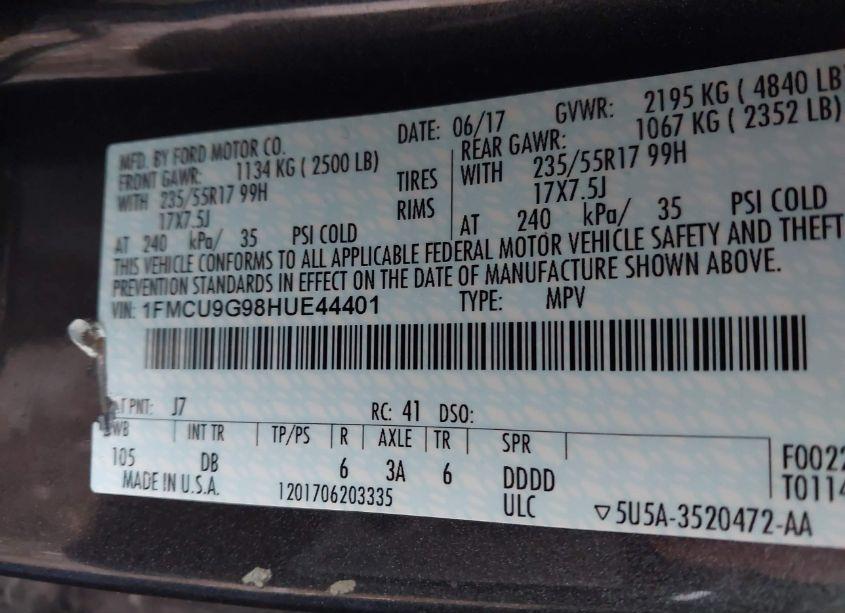 MFD. BY FORD MOTOR CO. DATE: 06/17 GVWR: 2195 KG ( 4840 LB
FRONT GAWR: 1134 KG ( 2500 LB) REAR GAWR: 1067 KG ( 2352 LB)
WITH 235/55R17 99H TIRES WITH 235/55R17 99H
17X7.5J RIMS 17X7.5J
AT 240 kPa/ 35 PSI COLD AT 240 kPa/ 35 PSI COLD
THIS VEHICLE CONFORMS TO ALL APPLICABLE FEDERAL MOTOR VEHICLE SAFETY AND THEFT
PREVENTION STANDARDS IN EFFECT ON THE DATE OF MANUFACTURE SHOWN ABOVE.
VIN: 1FMCU9G98HUE44401 TYPE: MPV
PNT: J7 RC: 41 DSO:
WB INT TR TP/PS R AXLE TR SPR
105 DB 6 3A 6 DDDD F0022
MADE IN U.S.A. 1201706203335 ULC T0114
▽5U5A-3520472-AA